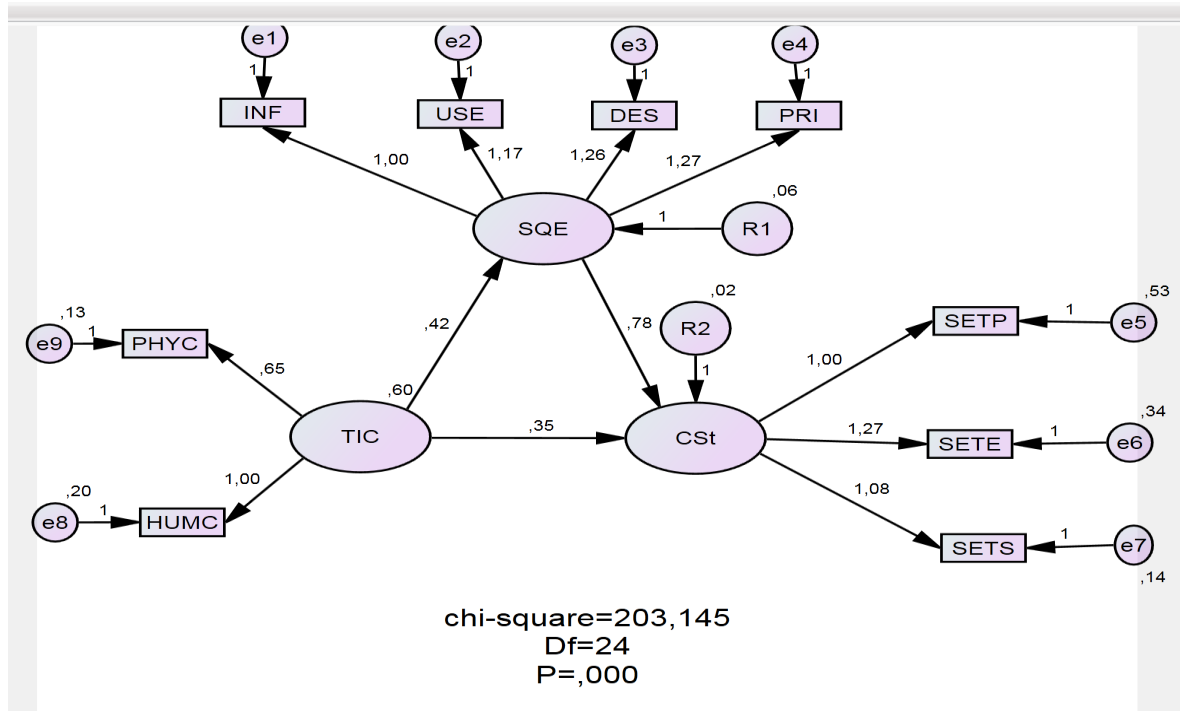 e1
e2
e3
e4
1
1
1
1
INF
USE
DES
PRI
1,00
1,17
1,26
1,27
,06
SQE
1
R1
,02
,53
,13
,42
,78
R2
SETP
1
e5
e9
1
PHYC
1
1,00
,65
,60
,34
TIC
,35
CSt
1,27
SETE
1
e6
1,00
1,08
,20
e8
1
HUMC
SETS
1
e7
,14
chi-square=203,145
Df=24
P=,000